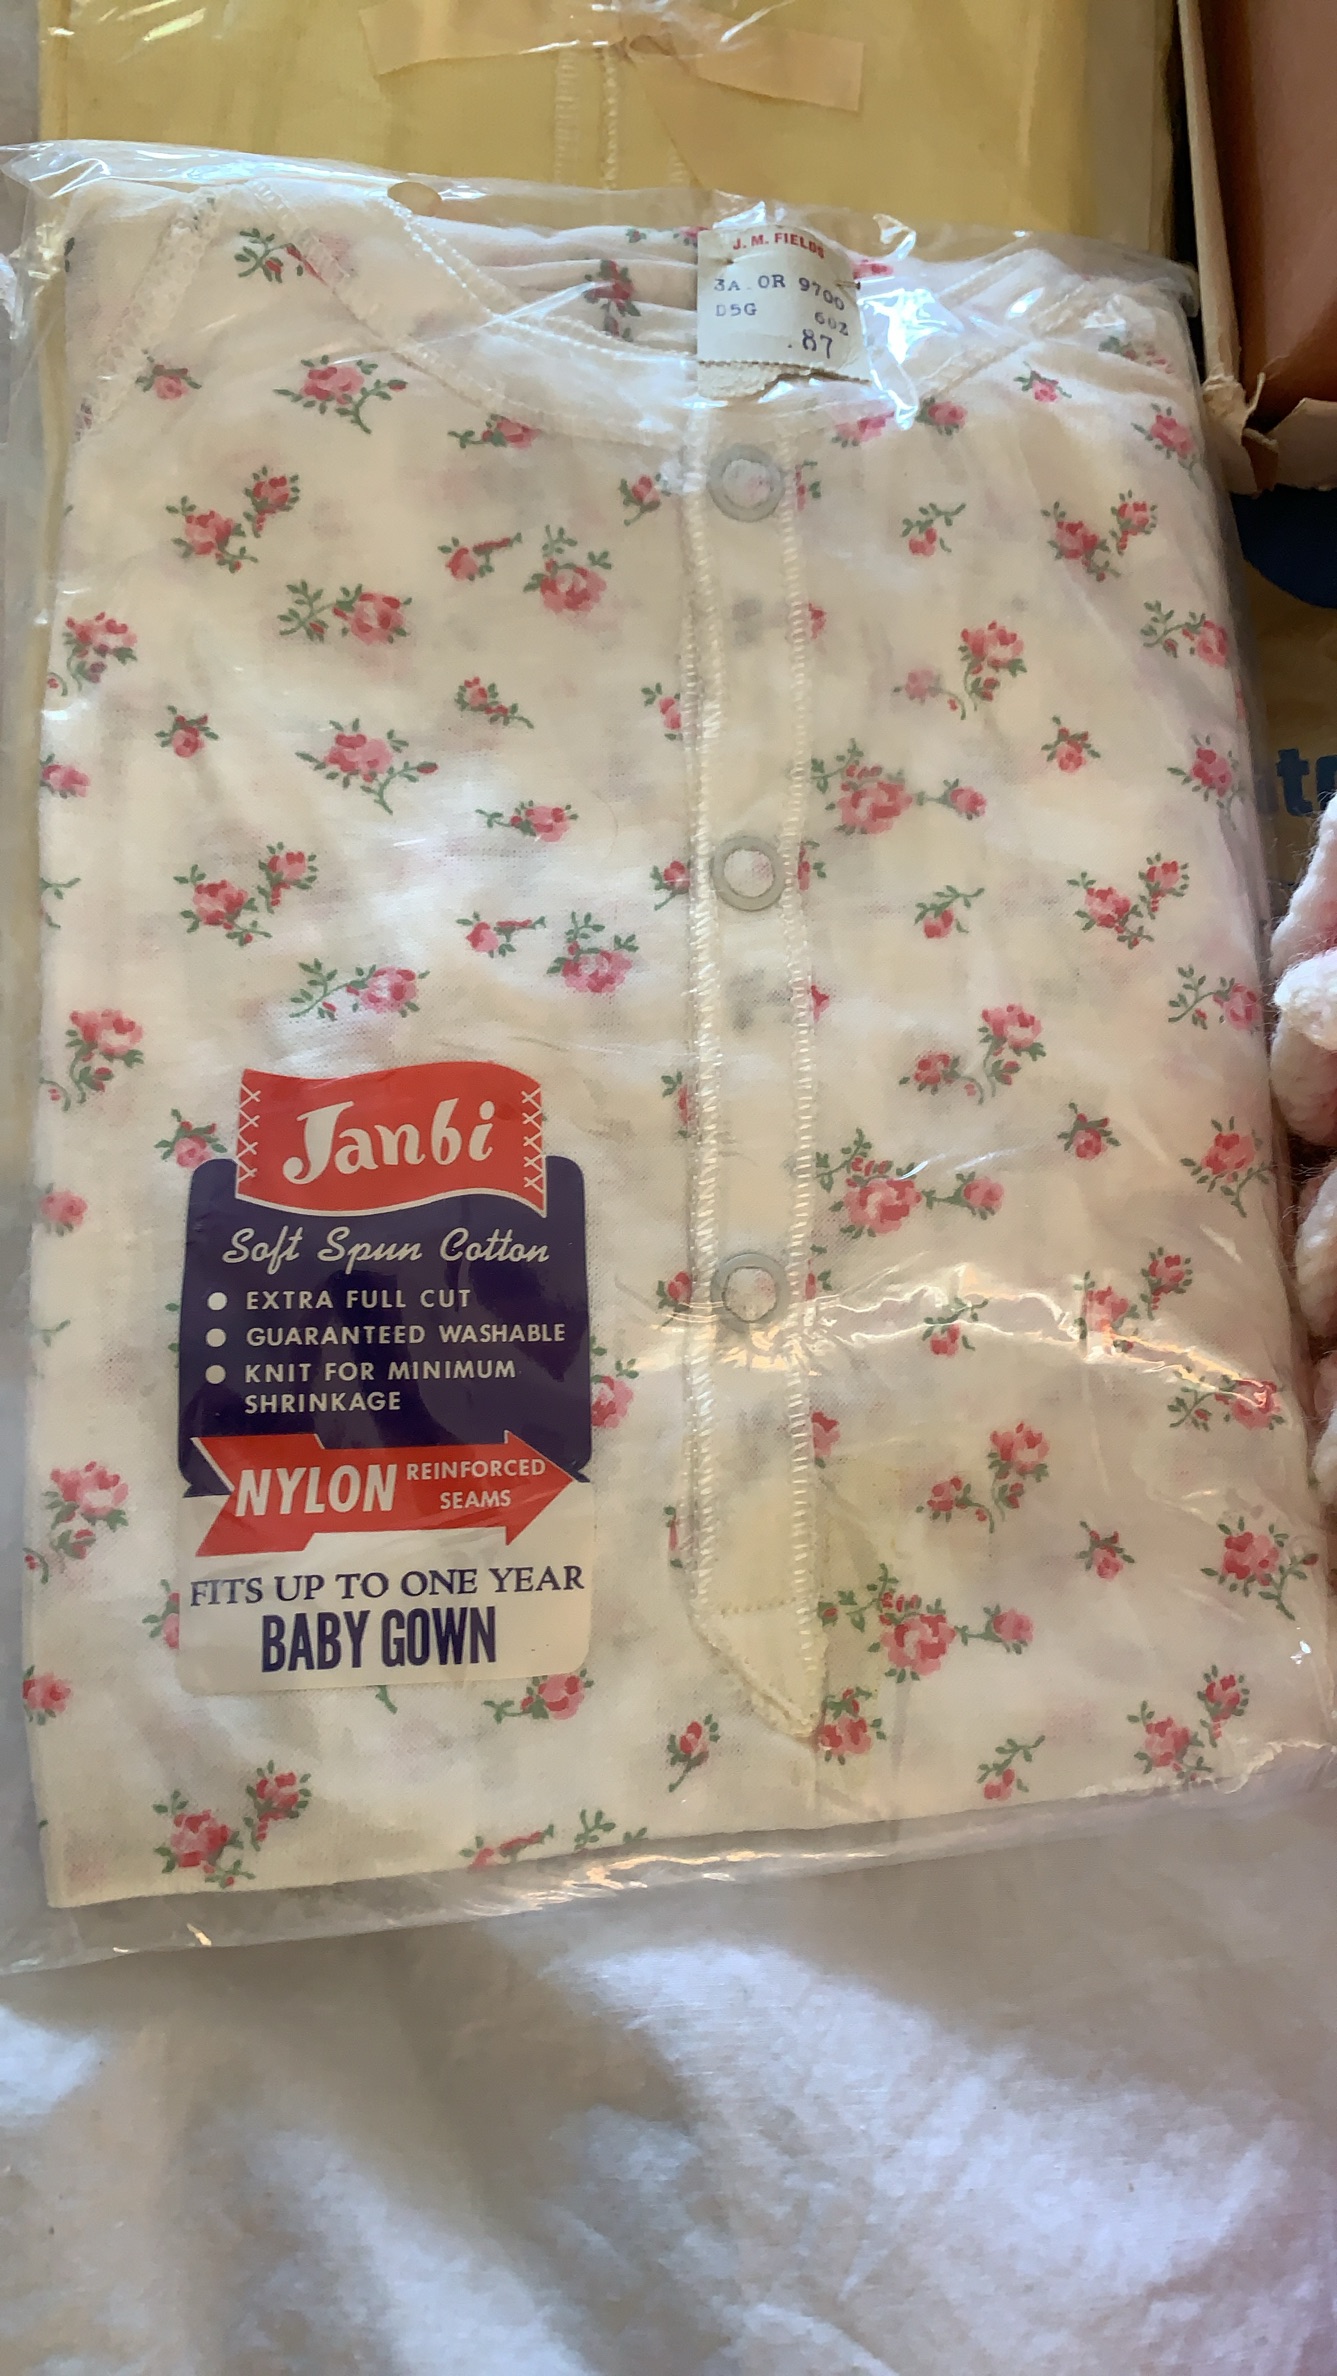 J. M. FIELDS
3A OR 9700
D5G 602
.87
Janbi
Soft Spun Cotton
EXTRA FULL CUT
GUARANTEED WASHABLE
KNIT FOR MINIMUM
SHRINKAGE
NYLON REINFORCED
SEAMS
FITS UP TO ONE YEAR
BABY GOWN